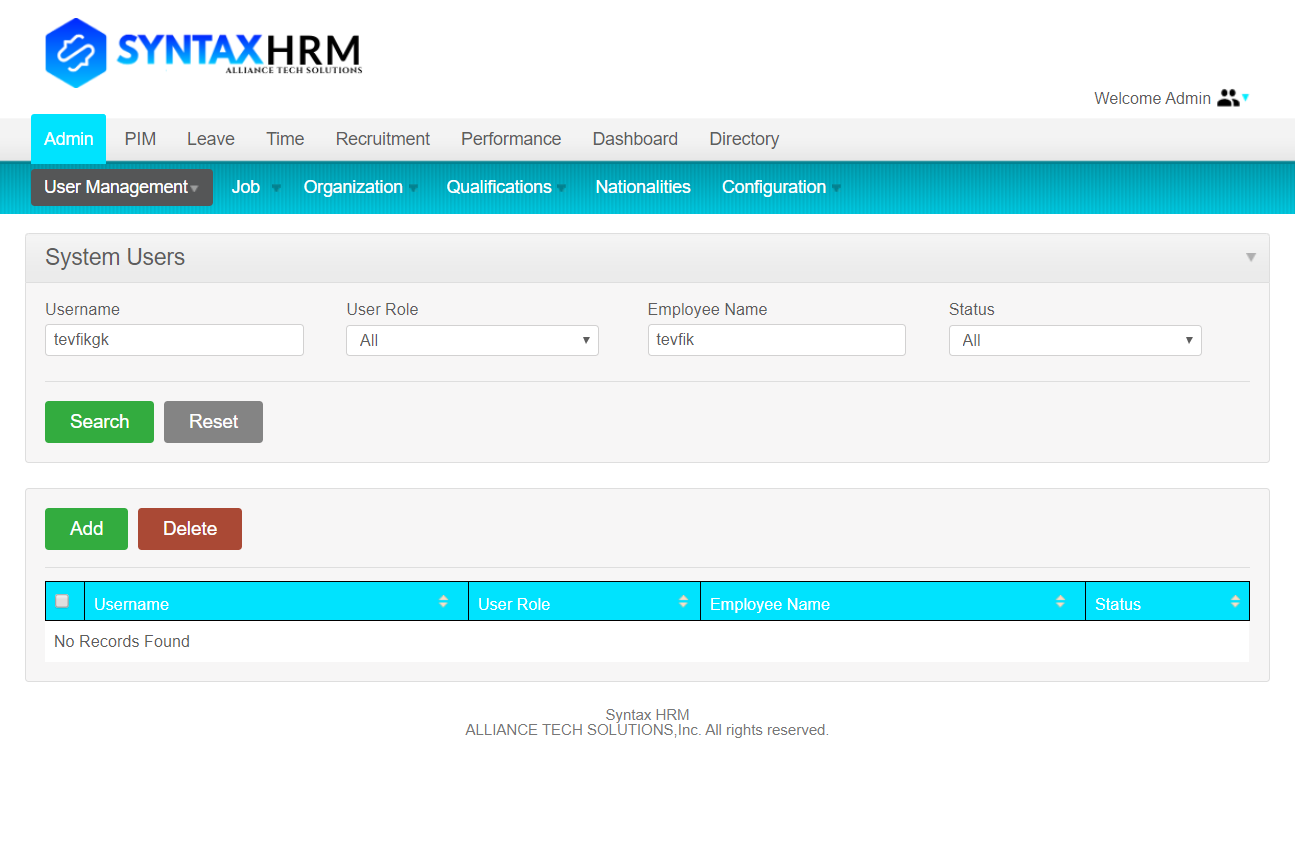 SYNTAXHRM
ALLIANCE TECH SOLUTIONS
Welcome Admin
Admin PIM Leave Time Recruitment Performance Dashboard Directory
User Management Job Organization Qualifications Nationalities Configuration
System Users
Username User Role Employee Name Status
tevfikgk All tevfik All
Search Reset
Add Delete
Username User Role Employee Name Status
No Records Found
Syntax HRM
ALLIANCE TECH SOLUTIONS,Inc. All rights reserved.